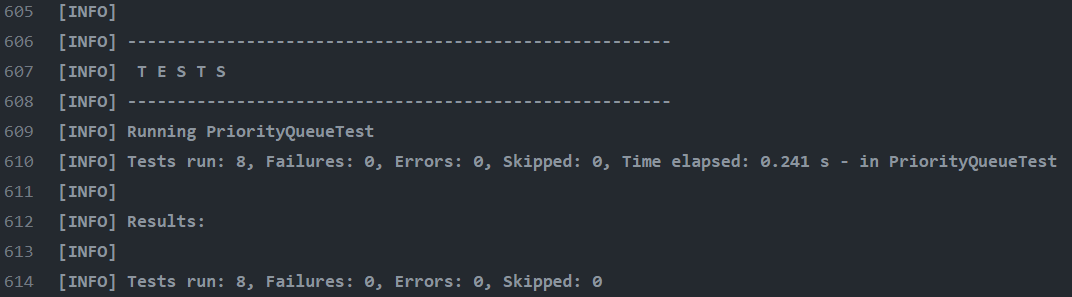 605 [INFO]
606 [INFO] -------------------------------------------------------
607 [INFO]  T E S T S
608 [INFO] -------------------------------------------------------
609 [INFO] Running PriorityQueueTest
610 [INFO] Tests run: 8, Failures: 0, Errors: 0, Skipped: 0, Time elapsed: 0.241 s - in PriorityQueueTest
611 [INFO]
612 [INFO] Results:
613 [INFO]
614 [INFO] Tests run: 8, Failures: 0, Errors: 0, Skipped: 0